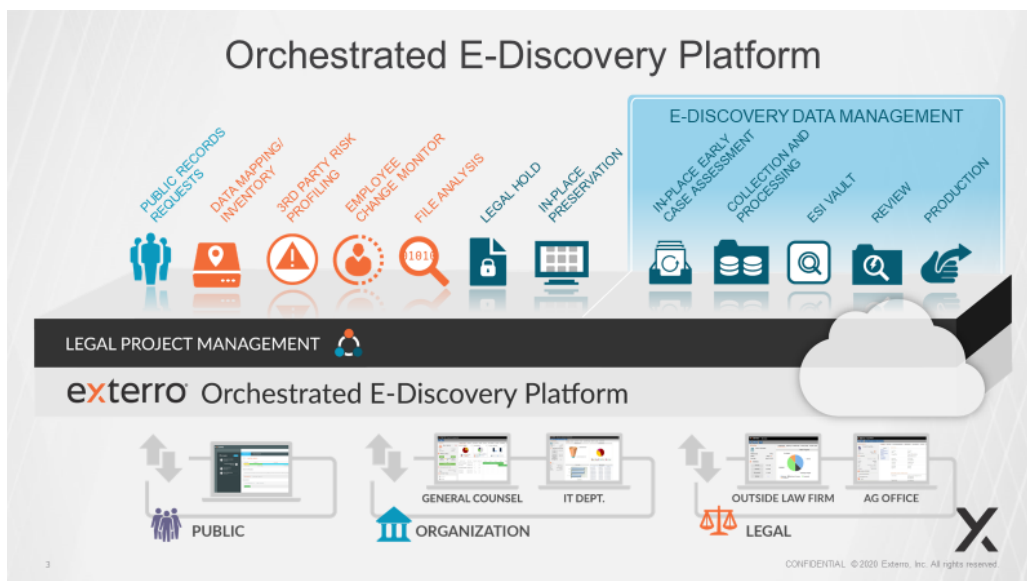 Orchestrated E-Discovery Platform
E-DISCOVERY DATA MANAGEMENT
PUBLIC RECORDS
REQUESTS
DATA MAPPING/
INVENTORY
3RD PARTY RISK
PROFILING
EMPLOYEE
CHANGE MONITOR
FILE ANALYSIS
LEGAL HOLD
IN-PLACE
PRESERVATION
IN-PLACE EARLY
CASE ASSESSMENT
COLLECTION AND
PROCESSING
ESI VAULT
REVIEW
PRODUCTION
01010
LEGAL PROJECT MANAGEMENT
exterro Orchestrated E-Discovery Platform
GENERAL COUNSEL
IT DEPT.
OUTSIDE LAW FIRM
AG OFFICE
PUBLIC
ORGANIZATION
LEGAL
3
CONFIDENTIAL © 2020 Exterro, Inc. All rights reserved.